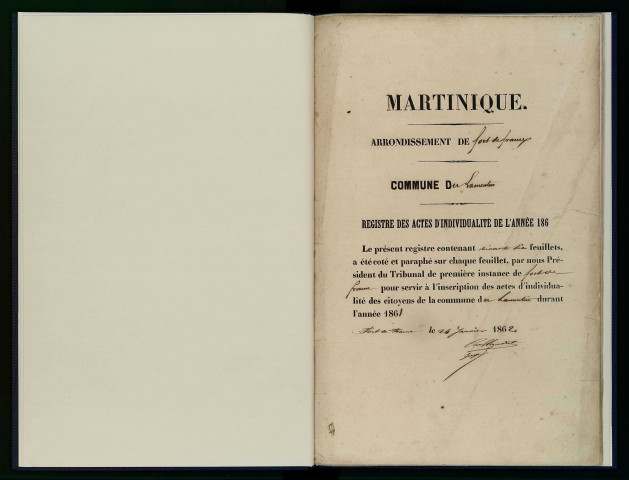 MARTINIQUE.
ARRONDISSEMENT DE fort de france
COMMUNE Du Lamentin
REGISTRE DES ACTES D'INDIVIDUALITÉ DE L'ANNÉE 186
Le présent registre contenant feuillets,
a été coté et paraphé sur chaque feuillet, par nous Pré-
sident du Tribunal de première instance de fort de
france pour servir à l'inscription des actes d'individua-
lité des citoyens de la commune du Lamentin durant
l'année 1861
Fort de France le 24 Janvier 1862